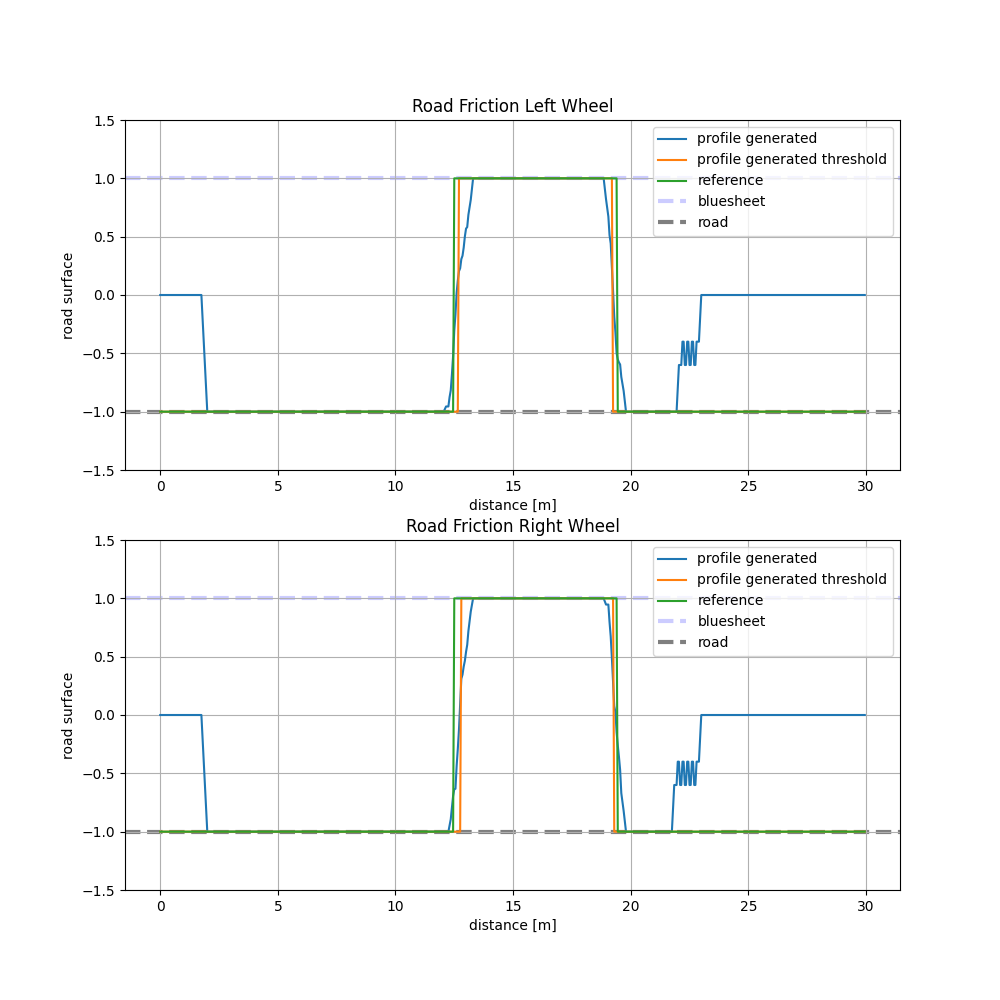 Road Friction Left Wheel
1.5
1.0
0.5
0.0
−0.5
−1.0
−1.5
road surface
profile generated
profile generated threshold
reference
bluesheet
road
0 5 10 15 20 25 30
distance [m]
Road Friction Right Wheel
1.5
1.0
0.5
0.0
−0.5
−1.0
−1.5
road surface
profile generated
profile generated threshold
reference
bluesheet
road
0 5 10 15 20 25 30
distance [m]